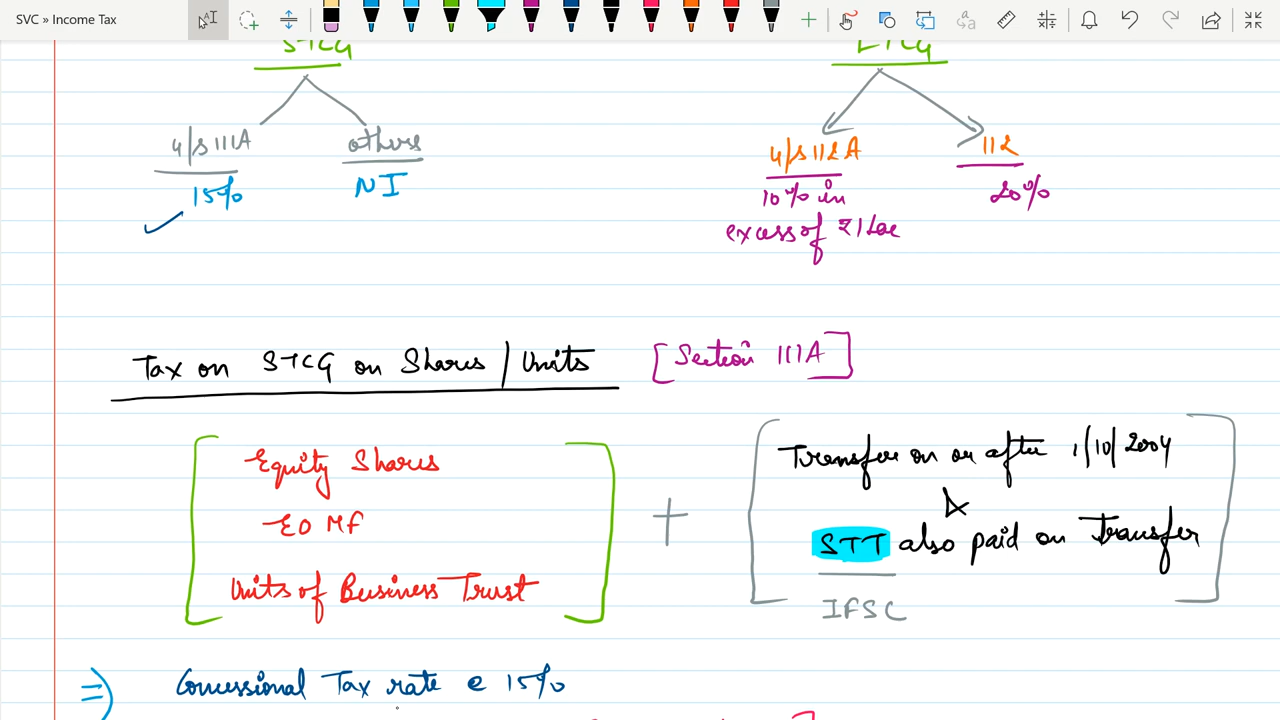 SVC » Income Tax
STCG
LTCG
u/s 111A
others
u/s 112A
112
15%
NI
10% in
20%
excess of ₹1 Lac
Tax on STCG on Shares / Units [Section 111A]
Equity Shares
EO MF
Units of Business Trust
+
Transfer on or after 1/10/2004
&
STT also paid on Transfer
IFSC
⇒ Concessional Tax rate @ 15%